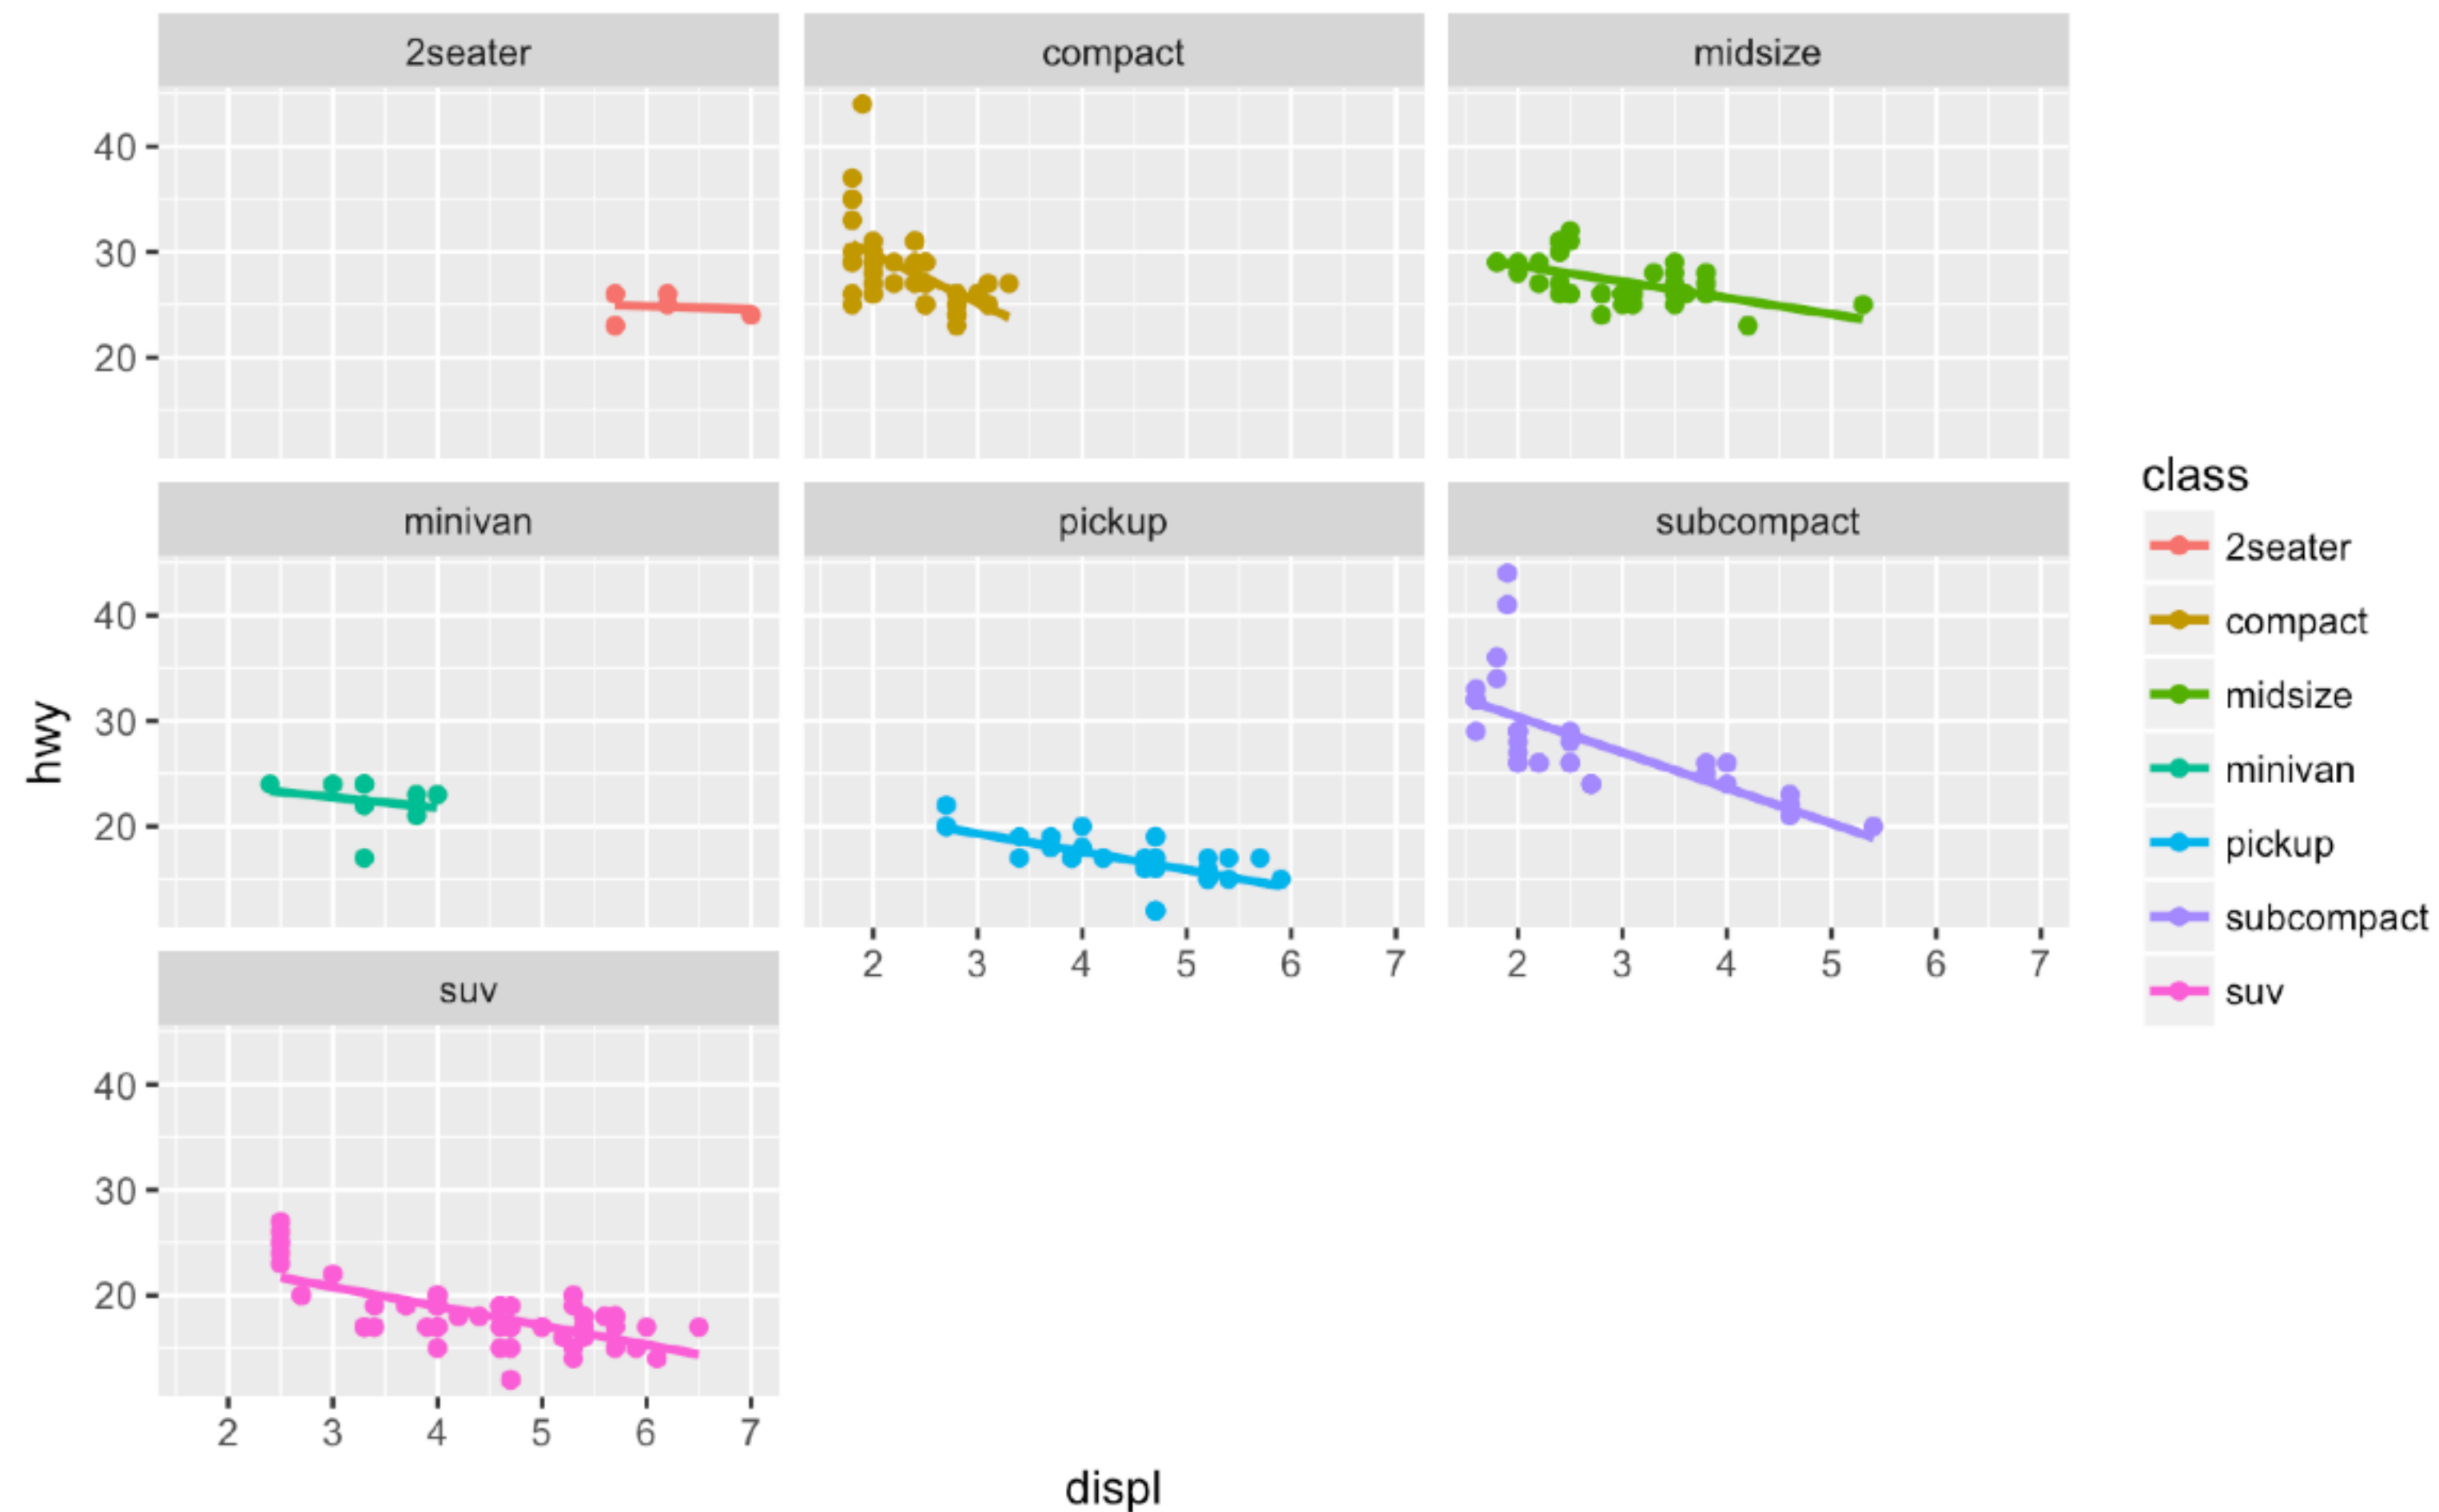 2seater compact midsize
40
30
20
minivan pickup subcompact
40
30
20
2 3 4 5 6 7 2 3 4 5 6 7
suv
40
30
20
2 3 4 5 6 7
hwy
displ
class
2seater
compact
midsize
minivan
pickup
subcompact
suv